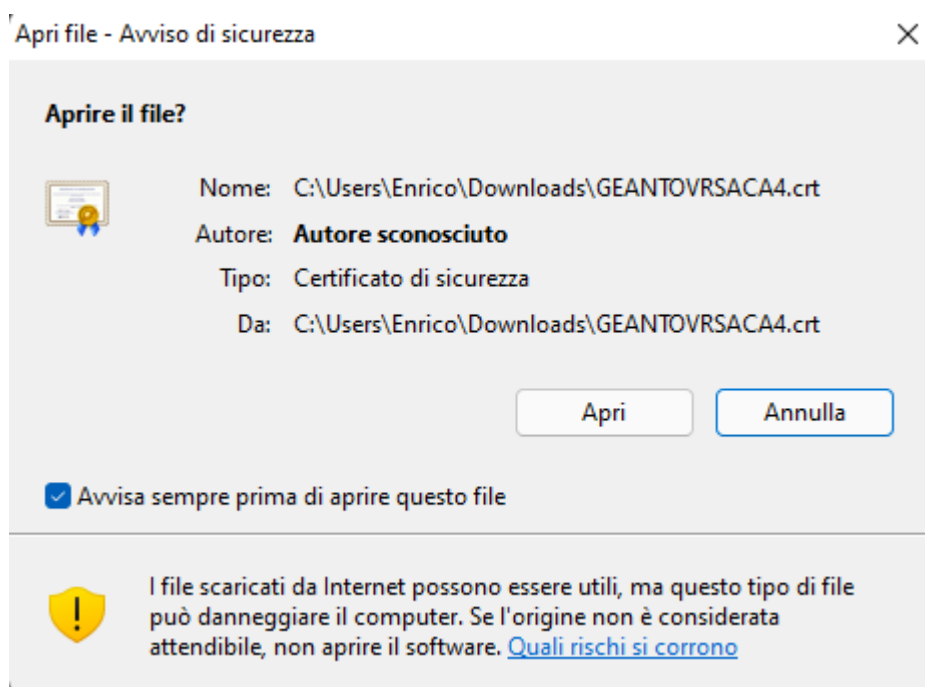 Apri file - Avviso di sicurezza
Aprire il file?
Nome: C:\Users\Enrico\Downloads\GEANTOVRSACA4.crt
Autore: Autore sconosciuto
Tipo: Certificato di sicurezza
Da: C:\Users\Enrico\Downloads\GEANTOVRSACA4.crt
Apri Annulla
Avvisa sempre prima di aprire questo file
I file scaricati da Internet possono essere utili, ma questo tipo di file
può danneggiare il computer. Se l'origine non è considerata
attendibile, non aprire il software. Quali rischi si corrono